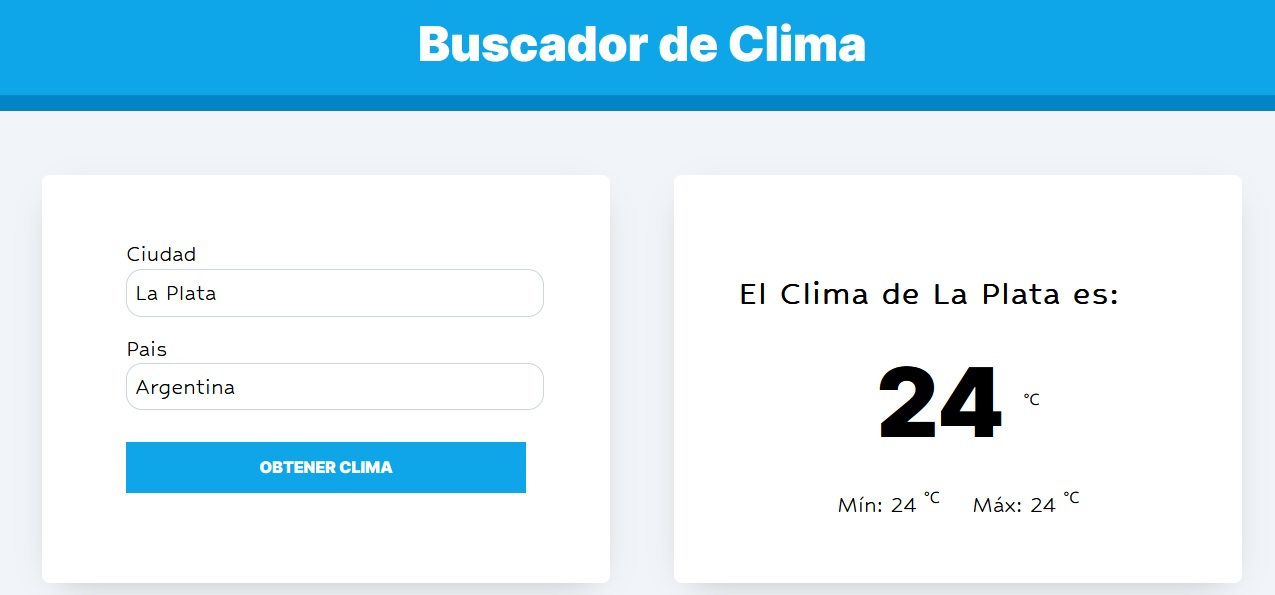 Buscador de Clima
Ciudad
La Plata
Pais
Argentina
OBTENER CLIMA
El Clima de La Plata es:
24 °C
Mín: 24 °C Máx: 24 °C